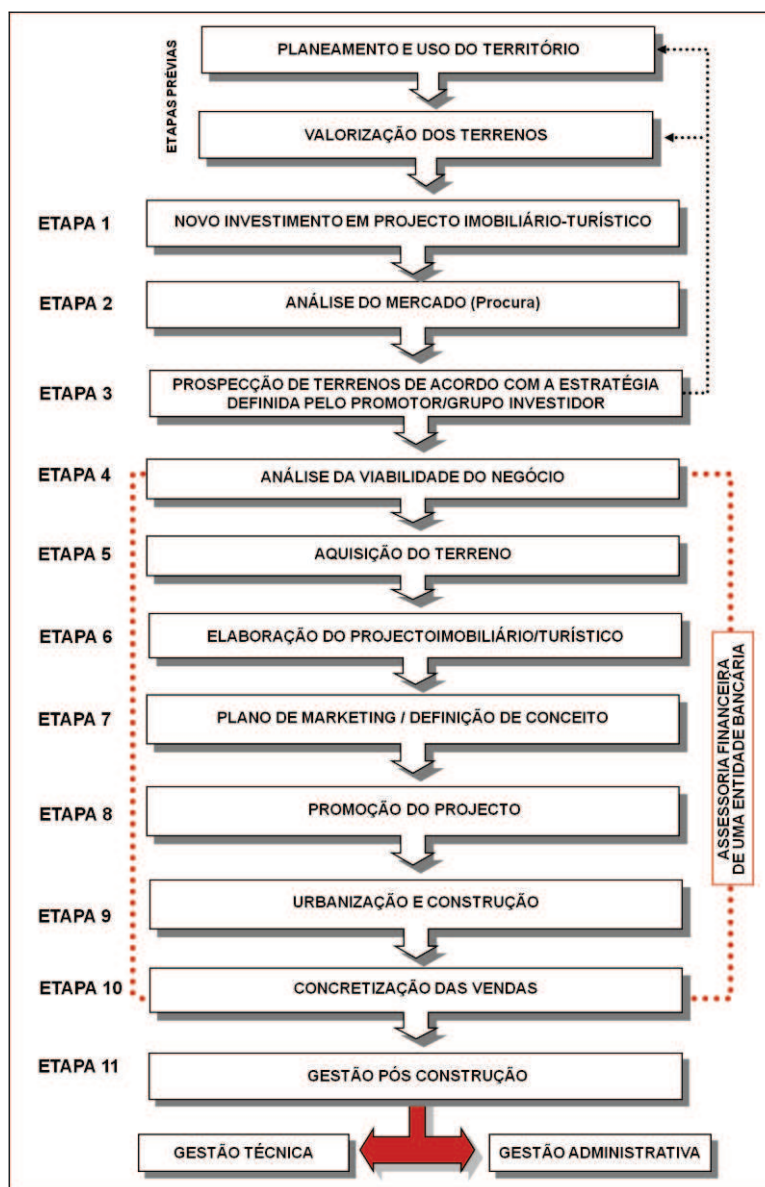 ETAPAS PRÉVIAS
PLANEAMENTO E USO DO TERRITÓRIO
VALORIZAÇÃO DOS TERRENOS
ETAPA 1
NOVO INVESTIMENTO EM PROJECTO IMOBILIÁRIO-TURÍSTICO
ETAPA 2
ANÁLISE DO MERCADO (Procura)
ETAPA 3
PROSPECÇÃO DE TERRENOS DE ACORDO COM A ESTRATÉGIA
DEFINIDA PELO PROMOTOR/GRUPO INVESTIDOR
ETAPA 4
ANÁLISE DA VIABILIDADE DO NEGÓCIO
ETAPA 5
AQUISIÇÃO DO TERRENO
ETAPA 6
ELABORAÇÃO DO PROJECTOIMOBILIÁRIO/TURÍSTICO
ETAPA 7
PLANO DE MARKETING / DEFINIÇÃO DE CONCEITO
ETAPA 8
PROMOÇÃO DO PROJECTO
ETAPA 9
URBANIZAÇÃO E CONSTRUÇÃO
ETAPA 10
CONCRETIZAÇÃO DAS VENDAS
ASSESSORIA FINANCEIRA
DE UMA ENTIDADE BANCÁRIA
ETAPA 11
GESTÃO PÓS CONSTRUÇÃO
GESTÃO TÉCNICA
GESTÃO ADMINISTRATIVA